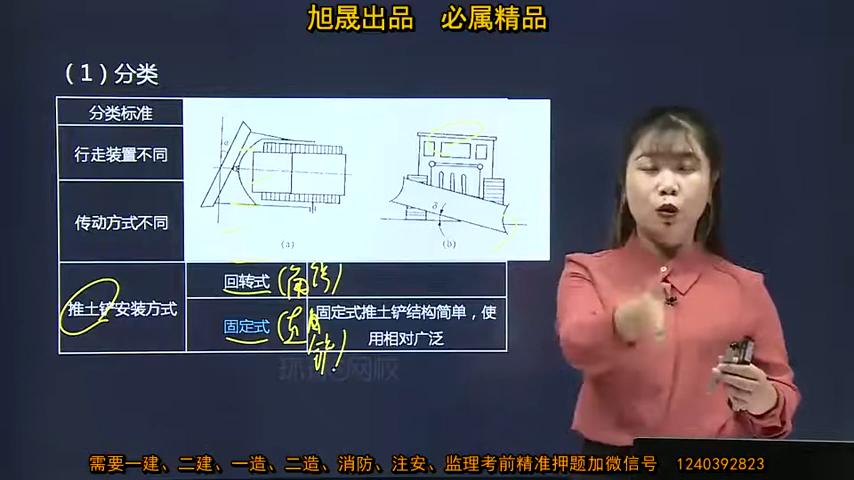 旭晟出品 必属精品
（1）分类
分类标准
行走装置不同
传动方式不同
(a)
δ
(b)
推土铲安装方式
回转式
(角铲)
固定式
(直铲)
固定式推土铲结构简单，使
用相对广泛
需要一建、二建、一造、二造、消防、注安、监理考前精准押题加微信号 1240392823